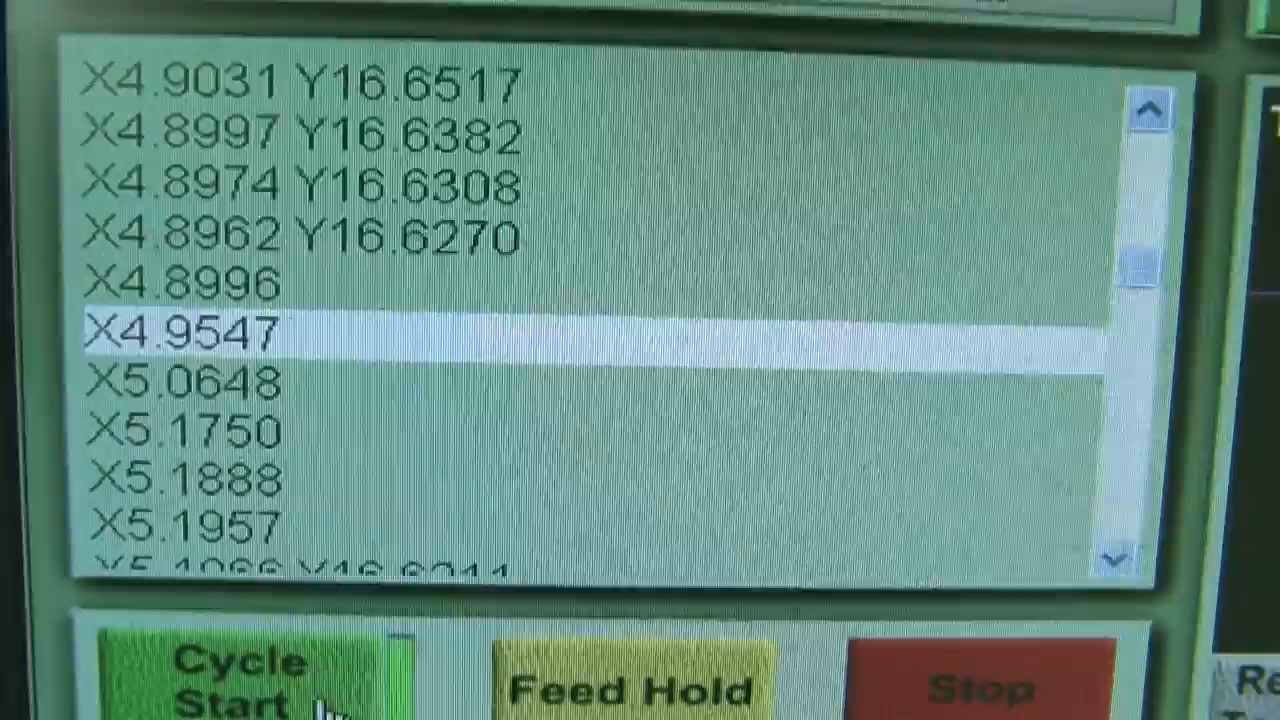 X4.9031 Y16.6517
X4.8997 Y16.6382
X4.8974 Y16.6308
X4.8962 Y16.6270
X4.8996
X4.9547
X5.0648
X5.1750
X5.1888
X5.1957
Cycle
Start
Feed Hold
Stop